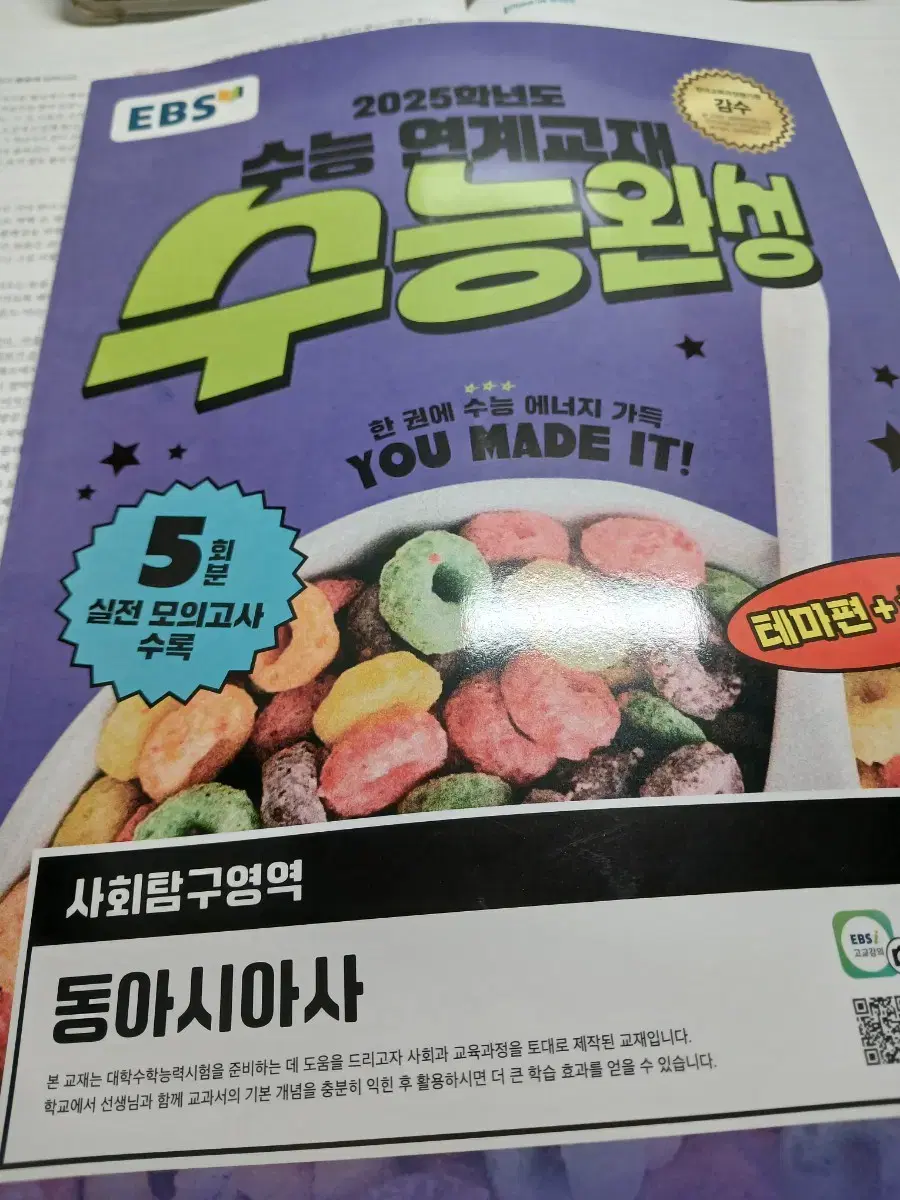 EBS
2025학년도
감수
수능 연계교재
수능완성
한 권에 수능 에너지 가득
YOU MADE IT!
5회분
실전 모의고사
수록
테마편 +
사회탐구영역
동아시아사
EBSi
고교강의
본 교재는 대학수학능력시험을 준비하는 데 도움을 드리고자 사회과 교육과정을 토대로 제작된 교재입니다.
학교에서 선생님과 함께 교과서의 기본 개념을 충분히 익힌 후 활용하시면 더 큰 학습 효과를 얻을 수 있습니다.